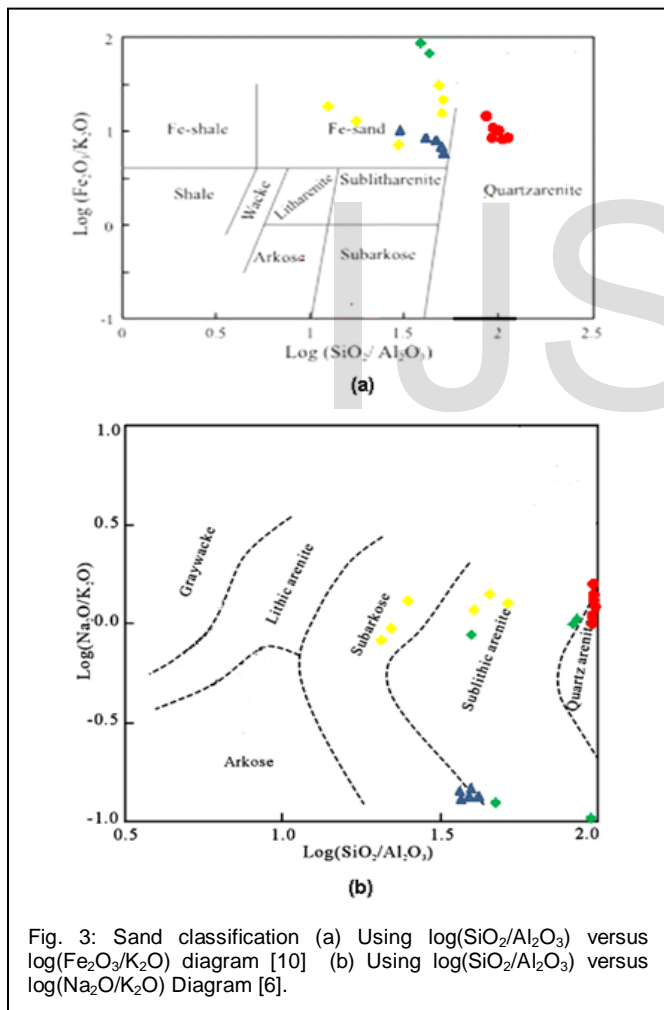 2
Fe-shale
Fe-sand
1
Log (Fe2O3/K2O)
Shale
Wacke
Litharenite
Sublitharenite
Quartzarenite
0
Arkose
Subarkose
-1
0
0.5
1
1.5
2
2.5
Log (SiO2/ Al2O3)
(a)
IJS
1.0
0.5
Graywacke
Lithic arenite
Subarkose
Sublithic arenite
Quartz arenite
Log(Na2O/K2O)
-0.0
-0.5
Arkose
-1.0
0.5
1.0
1.5
2.0
Log(SiO2/Al2O3)
(b)
Fig. 3: Sand classification (a) Using log(SiO2/Al2O3) versus
log(Fe2O3/K2O) diagram [10] (b) Using log(SiO2/Al2O3) versus
log(Na2O/K2O) Diagram [6].